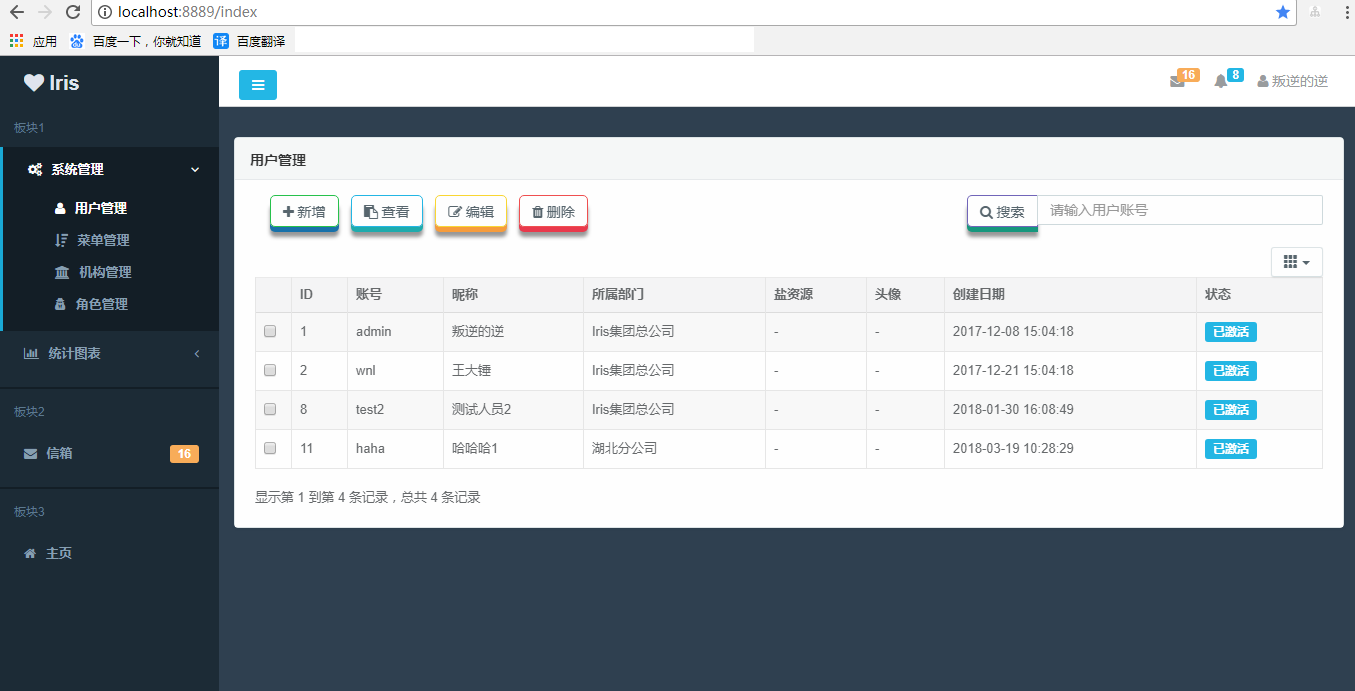 localhost:8889/index
应用 百度一下，你就知道 译 百度翻译
Iris
16 8 叛逆的逆
板块1
系统管理
用户管理
菜单管理
机构管理
角色管理
统计图表
板块2
信箱 16
板块3
主页
用户管理
新增 查看 编辑 删除 搜索 请输入用户账号
ID 账号 昵称 所属部门 盐资源 头像 创建日期 状态
1 admin 叛逆的逆 Iris集团总公司 - - 2017-12-08 15:04:18 已激活
2 wnl 王大锤 Iris集团总公司 - - 2017-12-21 15:04:18 已激活
8 test2 测试人员2 Iris集团总公司 - - 2018-01-30 16:08:49 已激活
11 haha 哈哈哈1 湖北分公司 - - 2018-03-19 10:28:29 已激活
显示第 1 到第 4 条记录，总共 4 条记录